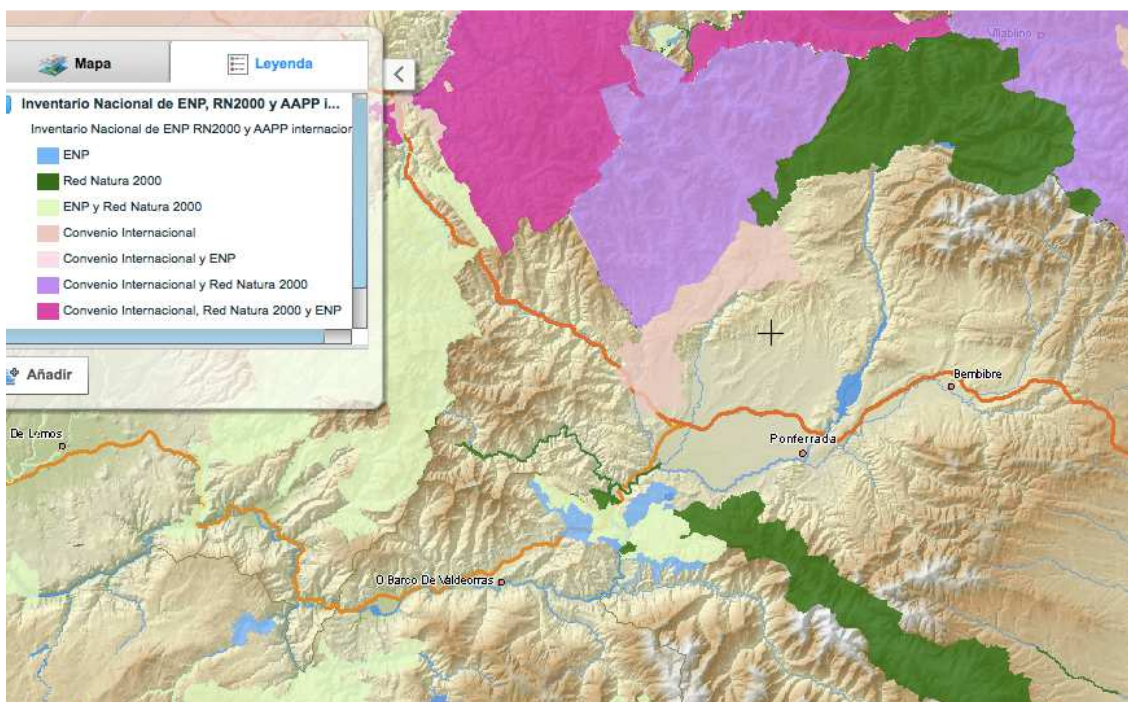 Mapa
Leyenda
Inventario Nacional de ENP, RN2000 y AAPP i...
Inventario Nacional de ENP RN2000 y AAPP internacior
ENP
Red Natura 2000
ENP y Red Natura 2000
Convenio Internacional
Convenio Internacional y ENP
Convenio Internacional y Red Natura 2000
Convenio Internacional, Red Natura 2000 y ENP
Añadir
Villablino
Bembibre
De Lemos
Ponferrada
O Barco De Valdeorras